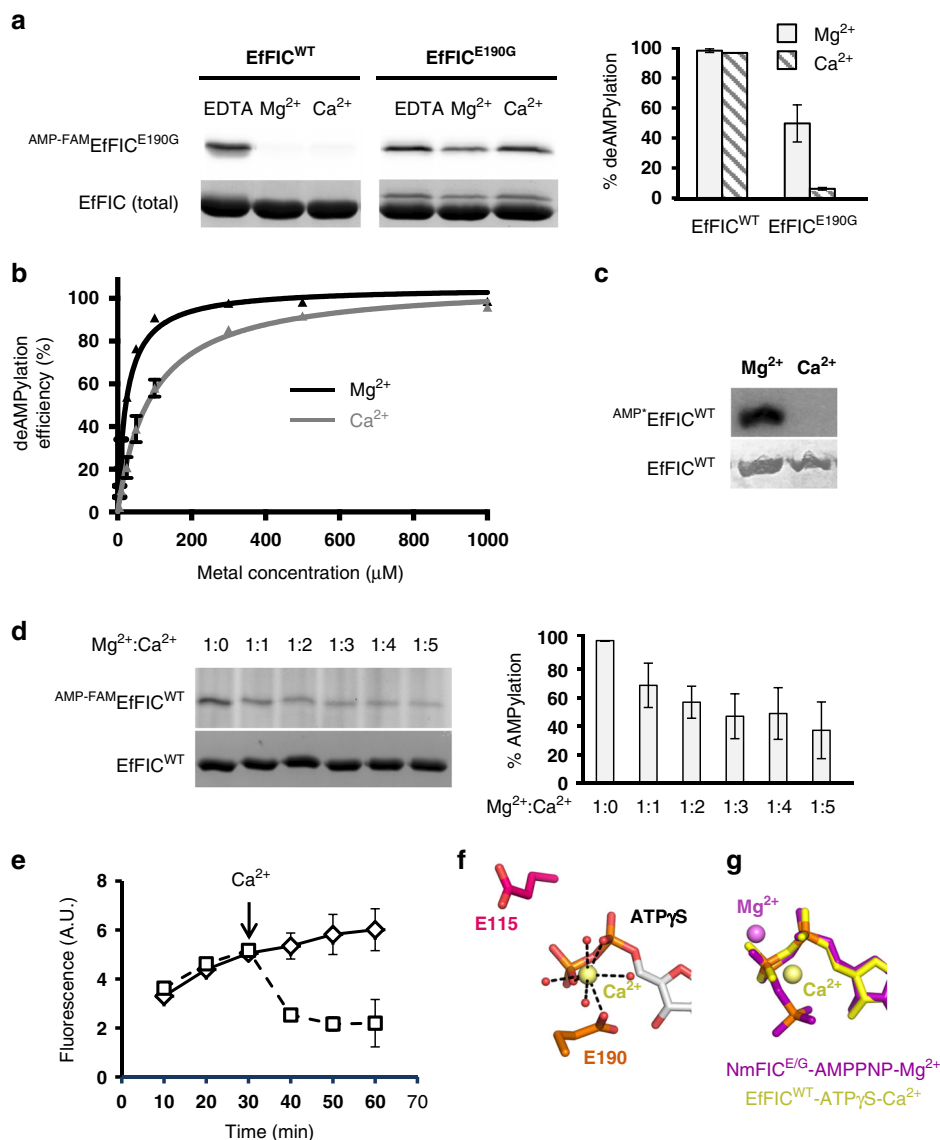 a
EfFIC^WT EfFIC^E190G
EDTA Mg²⁺ Ca²⁺ EDTA Mg²⁺ Ca²⁺
^AMP-FAM EfFIC^E190G
EfFIC (total)
Mg²⁺
Ca²⁺
% deAMPylation
100
80
60
40
20
0
EfFIC^WT EfFIC^E190G
b
deAMPylation
efficiency (%)
100
80
60
40
20
0
Mg²⁺
Ca²⁺
0 200 400 600 800 1000
Metal concentration (μM)
c
Mg²⁺ Ca²⁺
^AMP* EfFIC^WT
EfFIC^WT
d
Mg²⁺:Ca²⁺ 1:0 1:1 1:2 1:3 1:4 1:5
^AMP-FAM EfFIC^WT
EfFIC^WT
% AMPylation
100
80
60
40
20
0
Mg²⁺:Ca²⁺ 1:0 1:1 1:2 1:3 1:4 1:5
e
Fluorescence (A.U.)
8
6
4
2
0
Ca²⁺
0 10 20 30 40 50 60 70
Time (min)
f
E115
ATPγS
Ca²⁺
E190
g
Mg²⁺
Ca²⁺
NmFIC^E/G-AMPPNP-Mg²⁺
EfFIC^WT-ATPγS-Ca²⁺